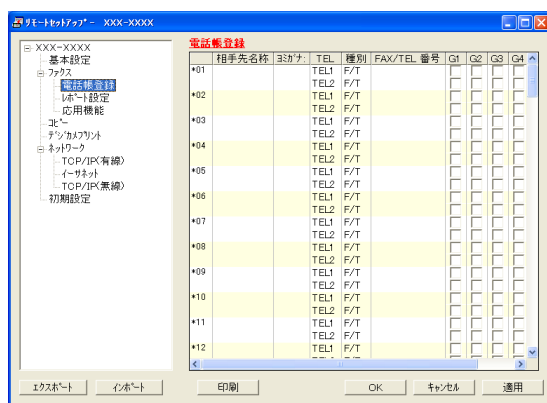 リモートセットアップ - XXX-XXXX
XXX-XXXX
基本設定
ファクス
電話帳登録
レポート設定
応用機能
コピー
デジカメプリント
ネットワーク
TCP/IP(有線)
イーサネット
TCP/IP(無線)
初期設定
電話帳登録
相手先名称 ヨミガナ: TEL 種別 FAX/TEL 番号 G1 G2 G3 G4
*01 TEL1 F/T
TEL2 F/T
*02 TEL1 F/T
TEL2 F/T
*03 TEL1 F/T
TEL2 F/T
*04 TEL1 F/T
TEL2 F/T
*05 TEL1 F/T
TEL2 F/T
*06 TEL1 F/T
TEL2 F/T
*07 TEL1 F/T
TEL2 F/T
*08 TEL1 F/T
TEL2 F/T
*09 TEL1 F/T
TEL2 F/T
*10 TEL1 F/T
TEL2 F/T
*11 TEL1 F/T
TEL2 F/T
*12 TEL1 F/T
TEL2 F/T
エクスポート インポート 印刷 OK キャンセル 適用